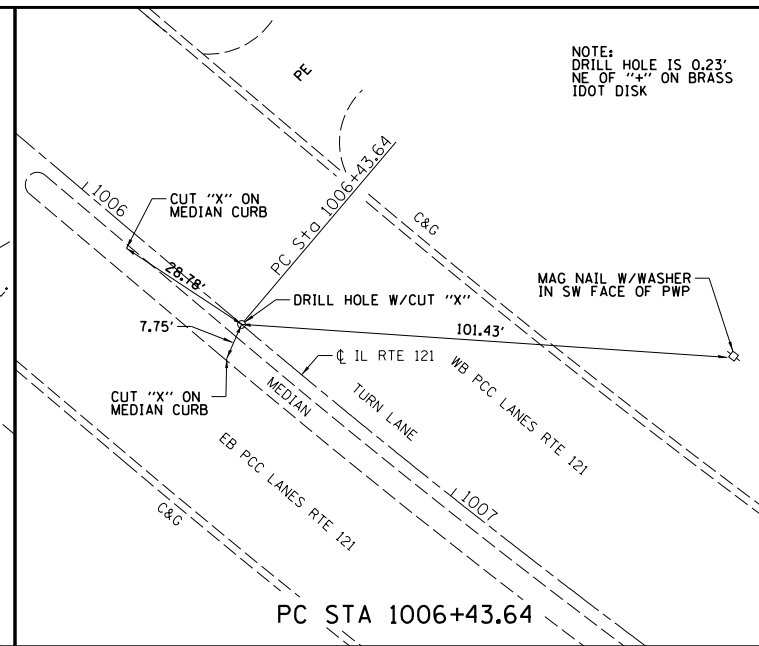 NOTE:
DRILL HOLE IS 0.23'
NE OF "+" ON BRASS
IDOT DISK
PE
PC Sta 1006+43.64
1006
CUT "X" ON
MEDIAN CURB
C&G
28.78'
MAG NAIL W/WASHER
IN SW FACE OF PWP
DRILL HOLE W/CUT "X"
7.75'
101.43'
℄ IL RTE 121
WB PCC LANES RTE 121
CUT "X" ON
MEDIAN CURB
MEDIAN
TURN LANE
EB PCC LANES RTE 121
1007
C&G
PC STA 1006+43.64